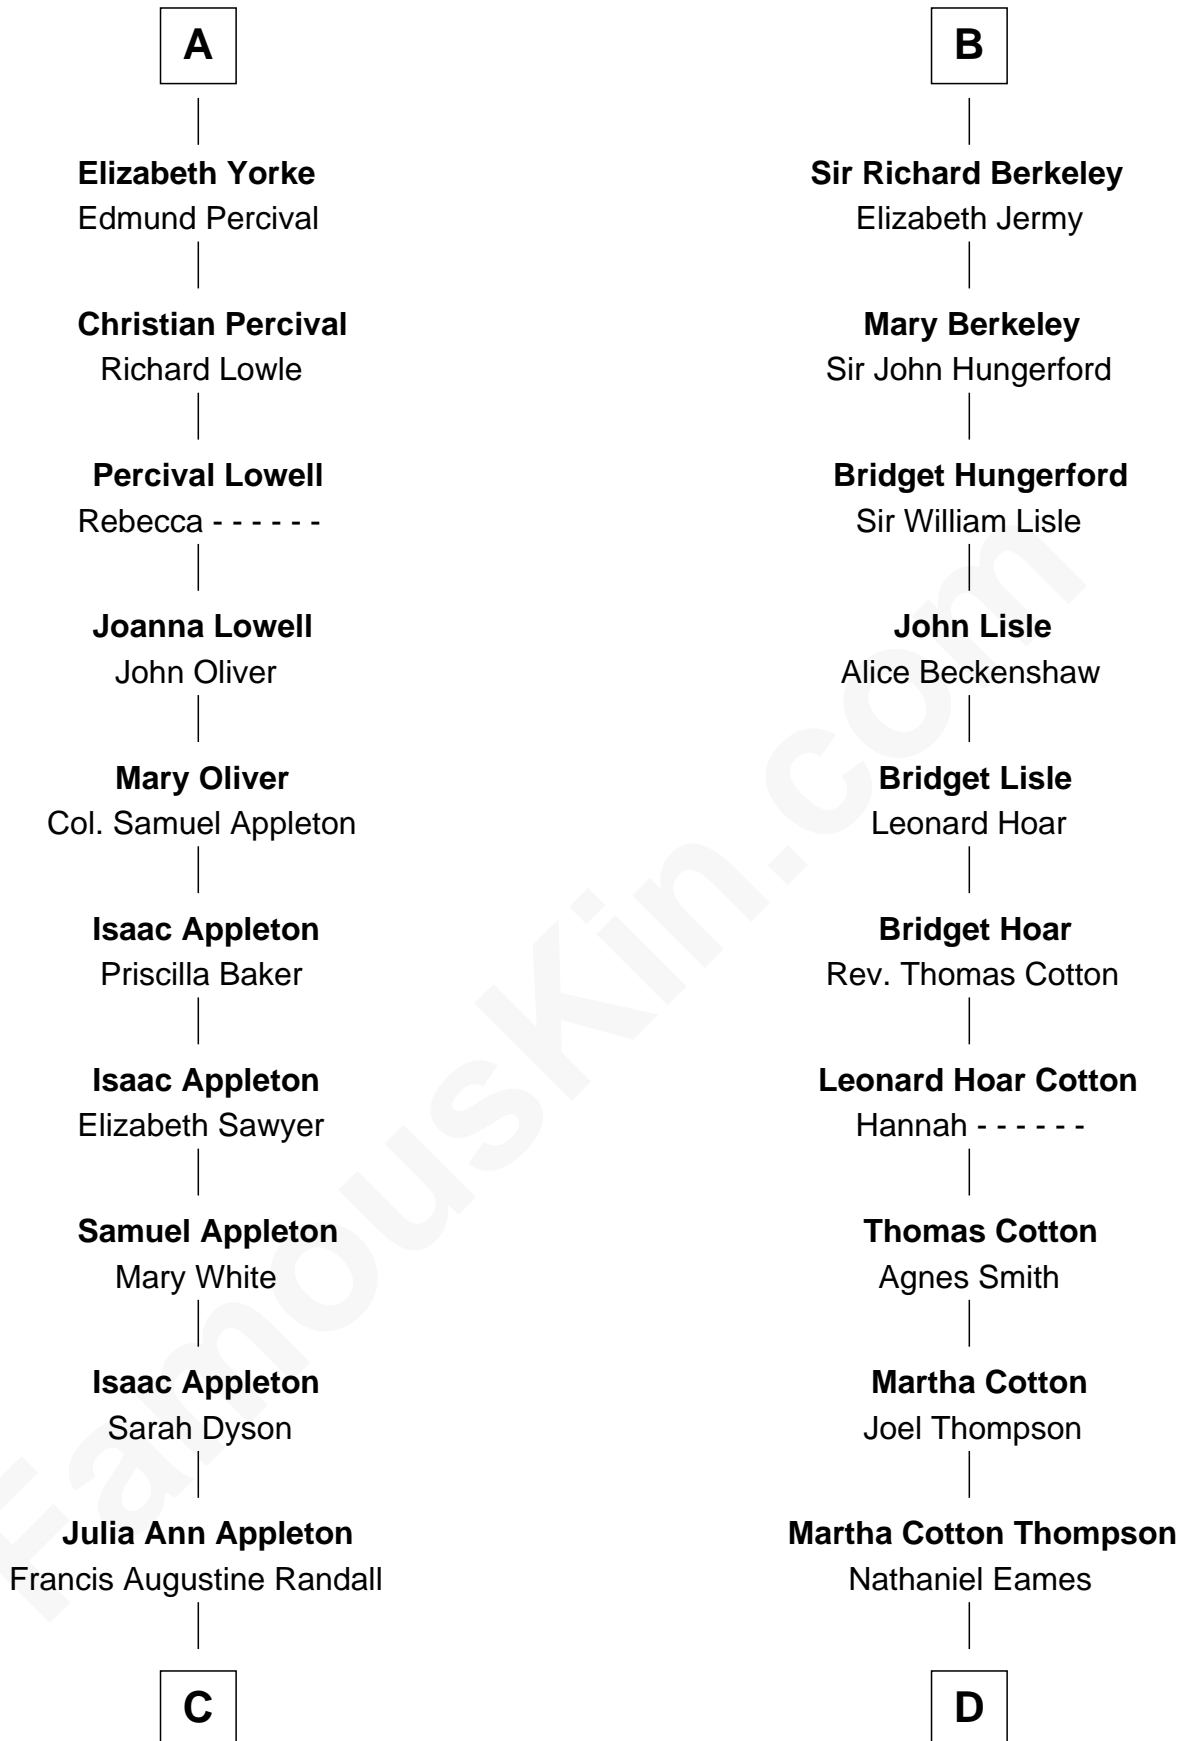 A
Elizabeth Yorke
Edmund Percival
Christian Percival
Richard Lowle
Percival Lowell
Rebecca - - - - - -
Joanna Lowell
John Oliver
Mary Oliver
Col. Samuel Appleton
Isaac Appleton
Priscilla Baker
Isaac Appleton
Elizabeth Sawyer
Samuel Appleton
Mary White
Isaac Appleton
Sarah Dyson
Julia Ann Appleton
Francis Augustine Randall
C
B
Sir Richard Berkeley
Elizabeth Jermy
Mary Berkeley
Sir John Hungerford
Bridget Hungerford
Sir William Lisle
John Lisle
Alice Beckenshaw
Bridget Lisle
Leonard Hoar
Bridget Hoar
Rev. Thomas Cotton
Leonard Hoar Cotton
Hannah - - - - - -
Thomas Cotton
Agnes Smith
Martha Cotton
Joel Thompson
Martha Cotton Thompson
Nathaniel Eames
D
FamousKin.com